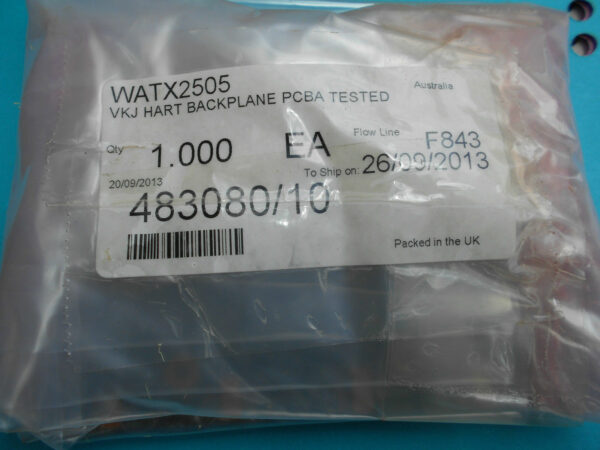 WATX2505
Australia
VKJ HART BACKPLANE PCBA TESTED
Qty 1.000 EA Flow Line F843
To Ship on: 26/09/2013
20/09/2013
483080/10
Packed in the UK